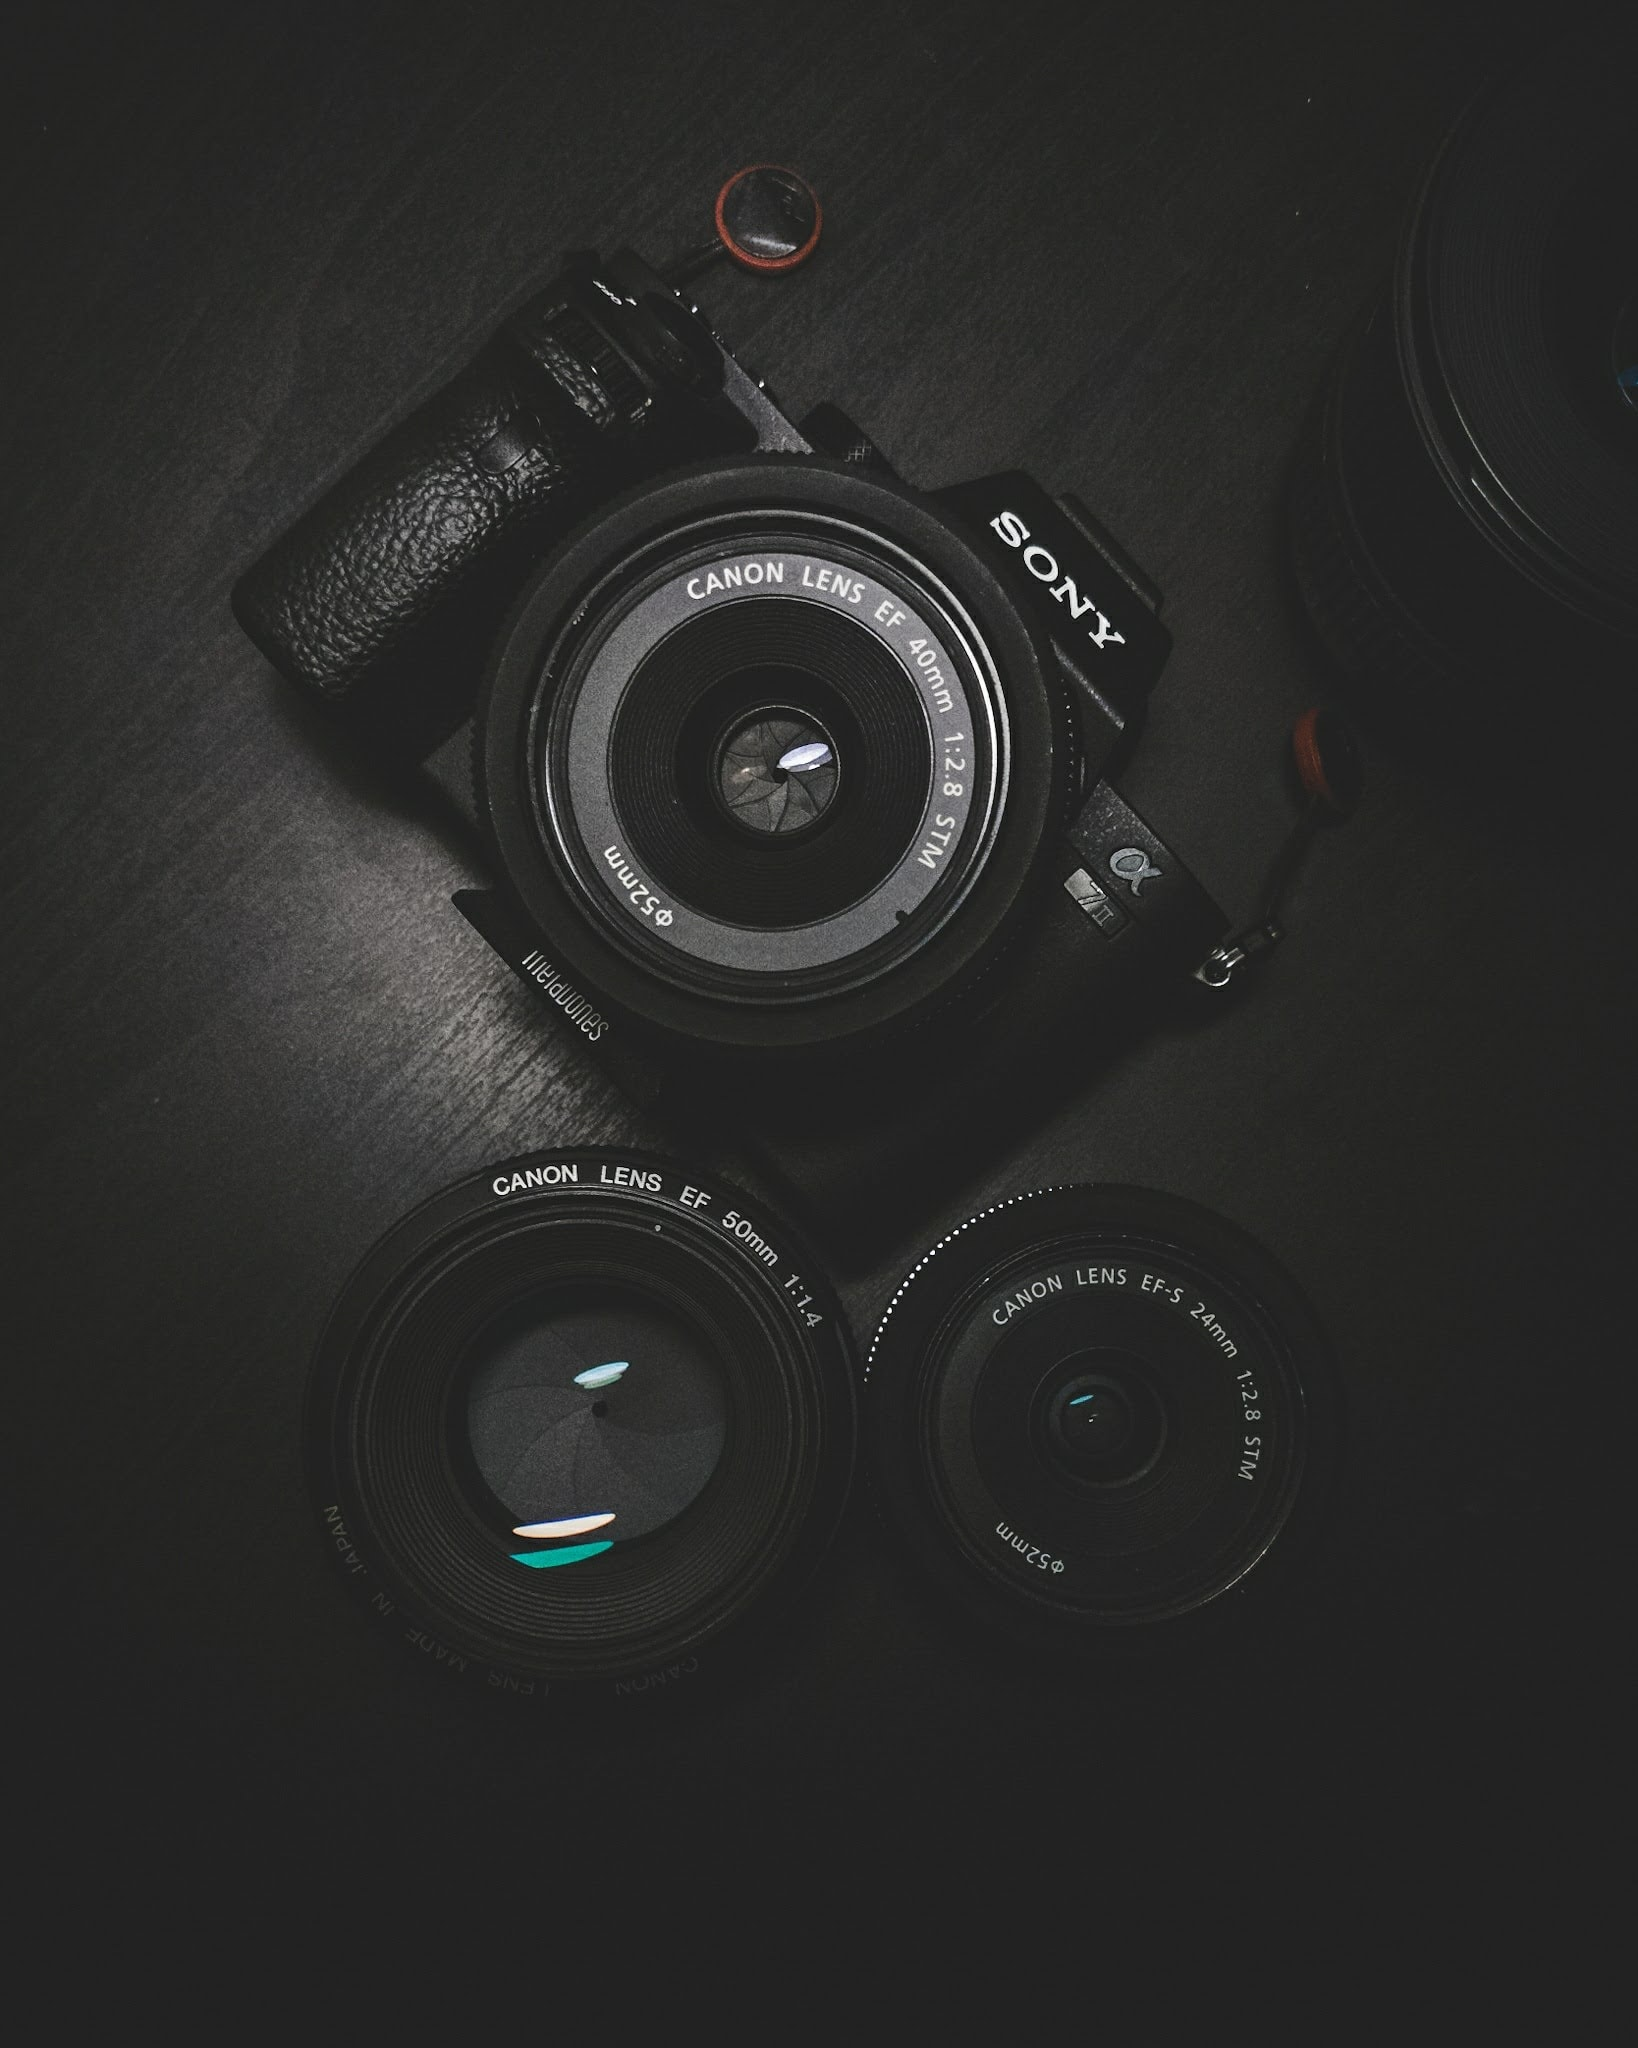 OFF
SONY
CANON LENS EF 40mm 1:2.8 STM
φ52mm
α
7II
CANON LENS EF 50mm 1:1.4
CANON LENS MADE IN JAPAN
CANON LENS EF-S 24mm 1:2.8 STM
φ52mm